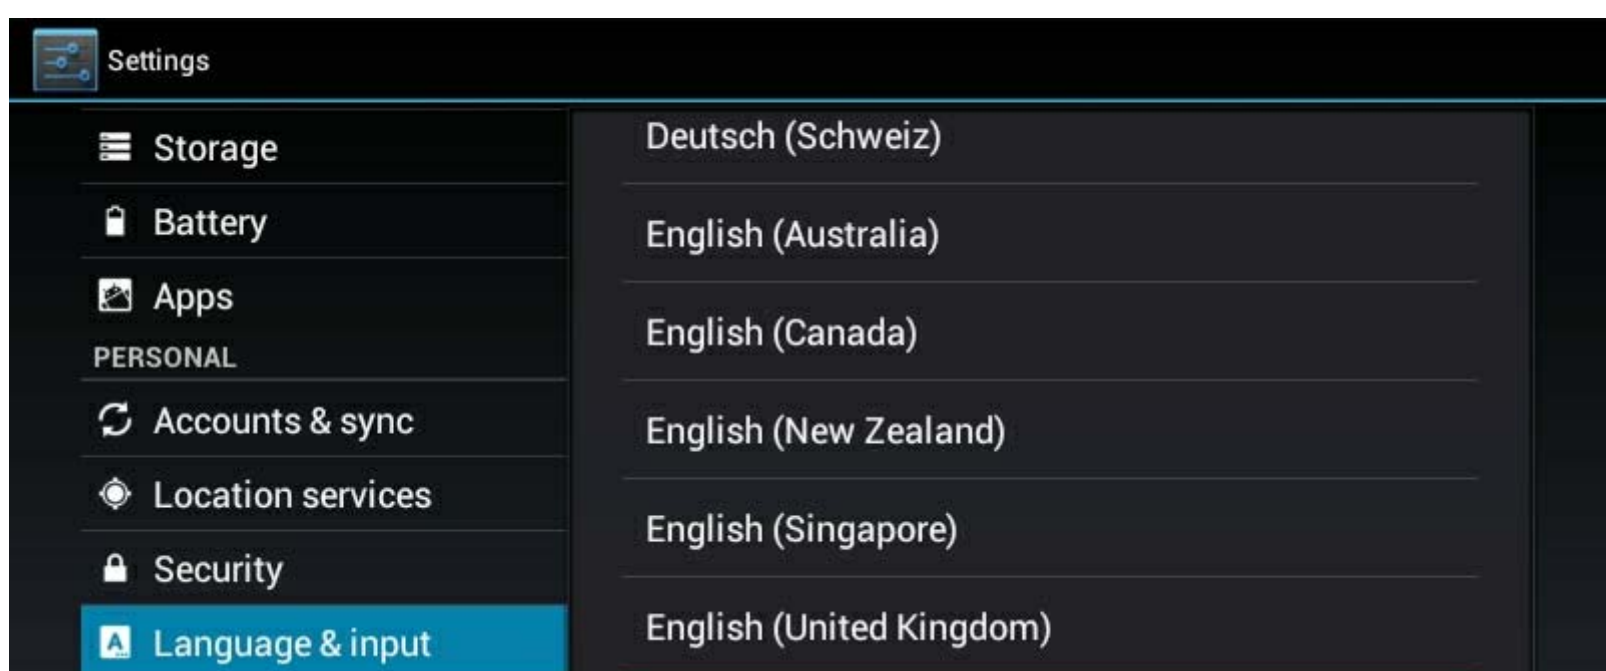 Settings
Storage
Battery
Apps
PERSONAL
Accounts & sync
Location services
Security
Language & input
Deutsch (Schweiz)
English (Australia)
English (Canada)
English (New Zealand)
English (Singapore)
English (United Kingdom)